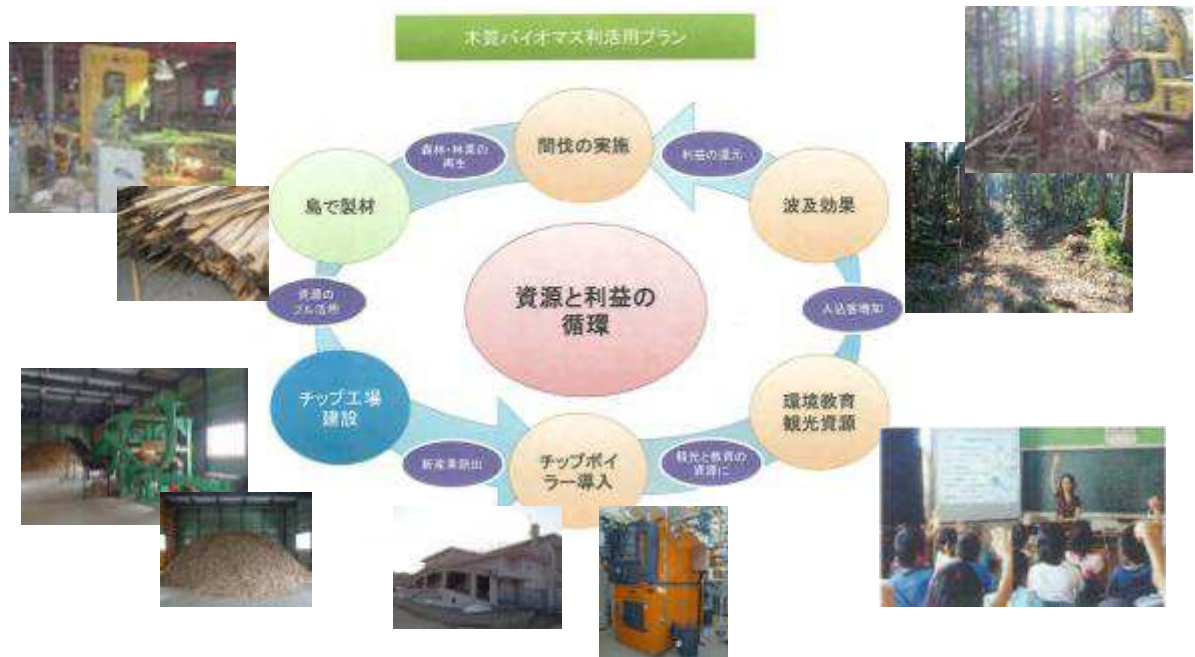 木質バイオマス利活用プラン
間伐の実施
利益の還元
波及効果
入込客増加
環境教育
観光資源
観光と教育の
資源に
チップボイ
ラー導入
新産業創出
チップ工場
建設
資源の
フル活用
島で製材
森林・林業の
再生
資源と利益の
循環